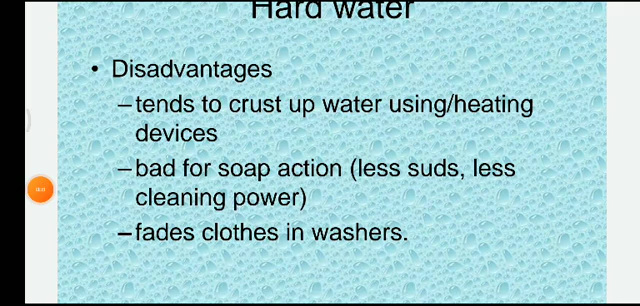 Hard water
• Disadvantages
–tends to crust up water using/heating
devices
–bad for soap action (less suds, less
cleaning power)
–fades clothes in washers.